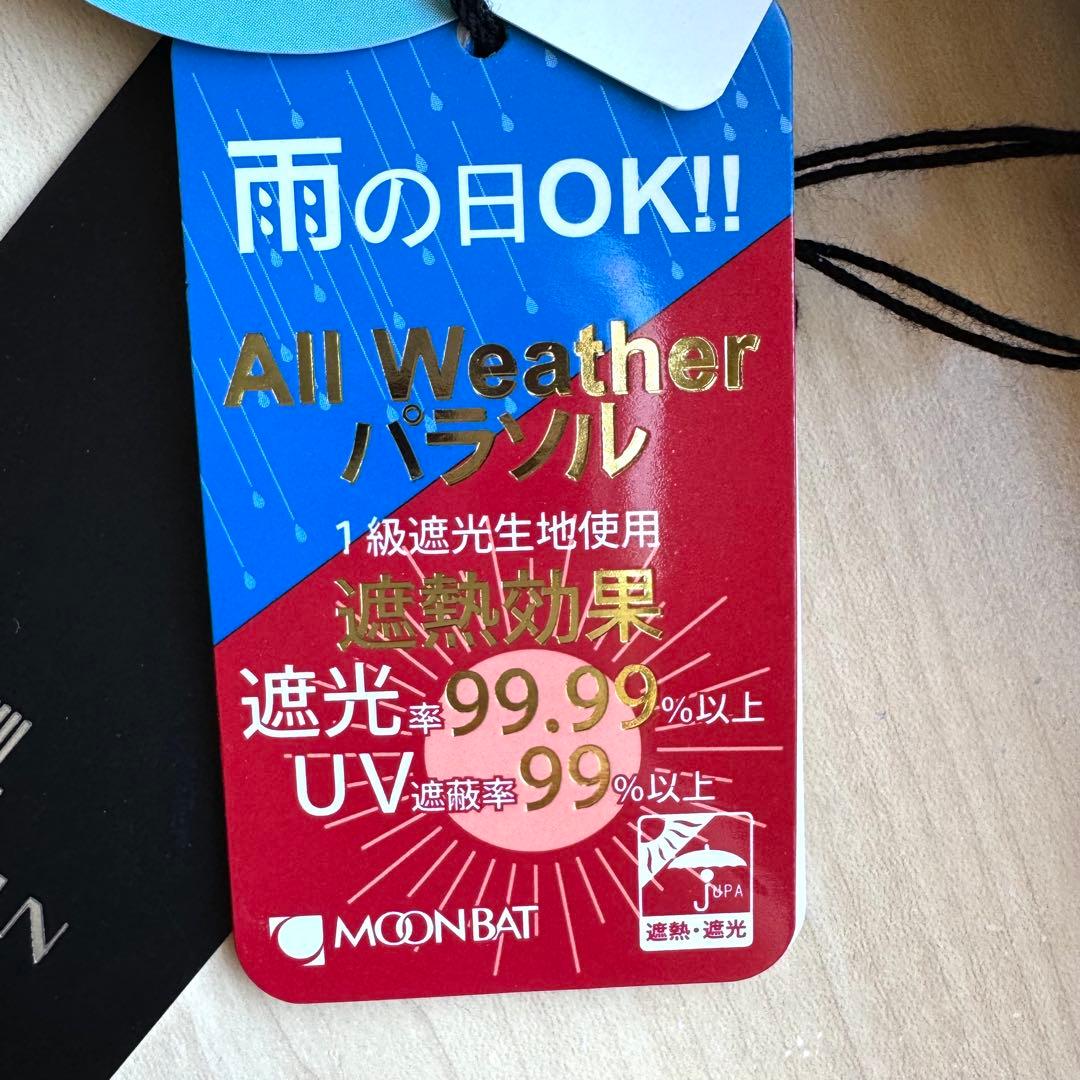 雨の日OK!!
All Weather
パラソル
1級遮光生地使用
遮熱効果
遮光率99.99%以上
UV遮蔽率99%以上
JUPA
遮熱・遮光
MOONBAT